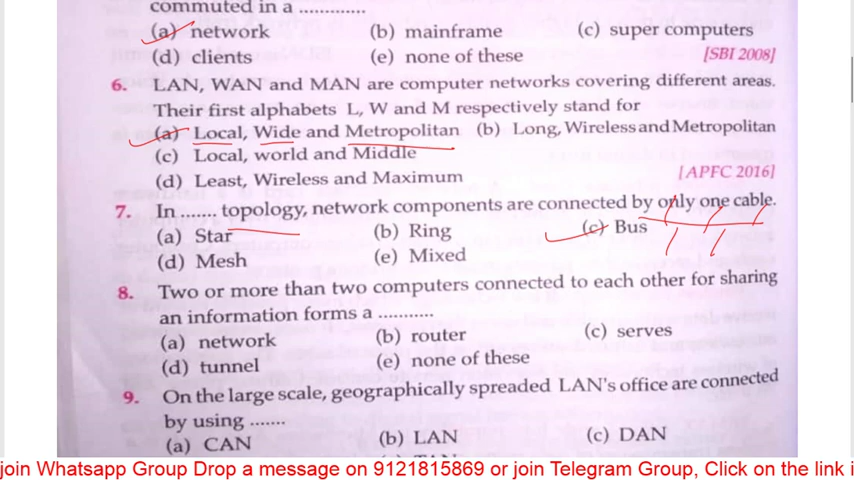 commuted in a .............
(a) network (b) mainframe (c) super computers
(d) clients (e) none of these [SBI 2008]
6. LAN, WAN and MAN are computer networks covering different areas.
Their first alphabets L, W and M respectively stand for
(a) Local, Wide and Metropolitan (b) Long, Wireless and Metropolitan
(c) Local, world and Middle
(d) Least, Wireless and Maximum [APFC 2016]
7. In ....... topology, network components are connected by only one cable.
(a) Star (b) Ring (c) Bus
(d) Mesh (e) Mixed
8. Two or more than two computers connected to each other for sharing
an information forms a ...........
(a) network (b) router (c) serves
(d) tunnel (e) none of these
9. On the large scale, geographically spreaded LAN's office are connected
by using .......
(a) CAN (b) LAN (c) DAN
join Whatsapp Group Drop a message on 9121815869 or join Telegram Group, Click on the link i